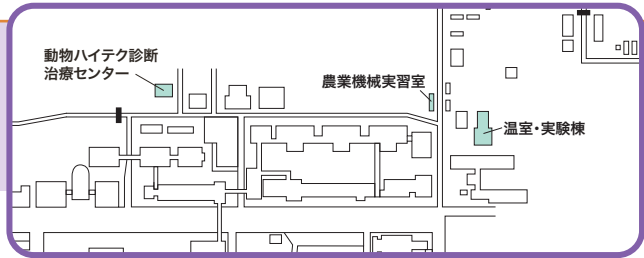 動物ハイテク診断
治療センター
農業機械実習室
温室・実験棟